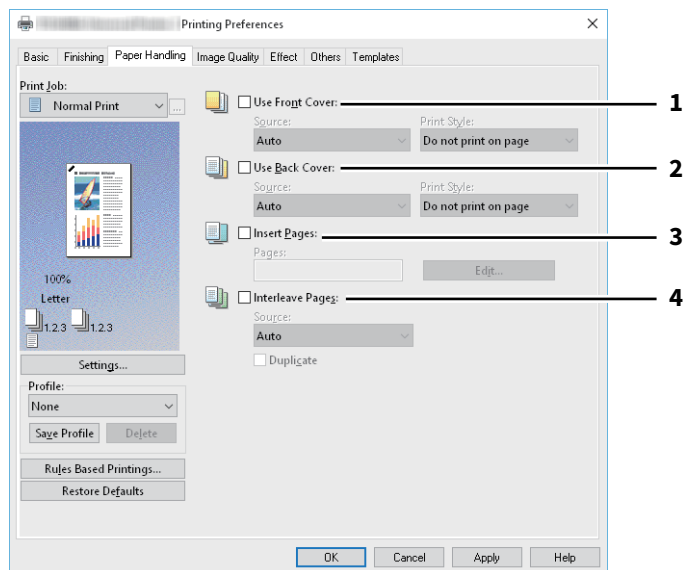 Printing Preferences
Basic Finishing Paper Handling Image Quality Effect Others Templates
Print Job:
Normal Print ...
100%
Letter
1.2.3 1.2.3
Settings...
Profile:
None
Save Profile Delete
Rules Based Printings...
Restore Defaults
Use Front Cover: 1
Source: Print Style:
Auto Do not print on page
Use Back Cover: 2
Source: Print Style:
Auto Do not print on page
Insert Pages: 3
Pages:
Edit...
Interleave Pages: 4
Source:
Auto
Duplicate
OK Cancel Apply Help